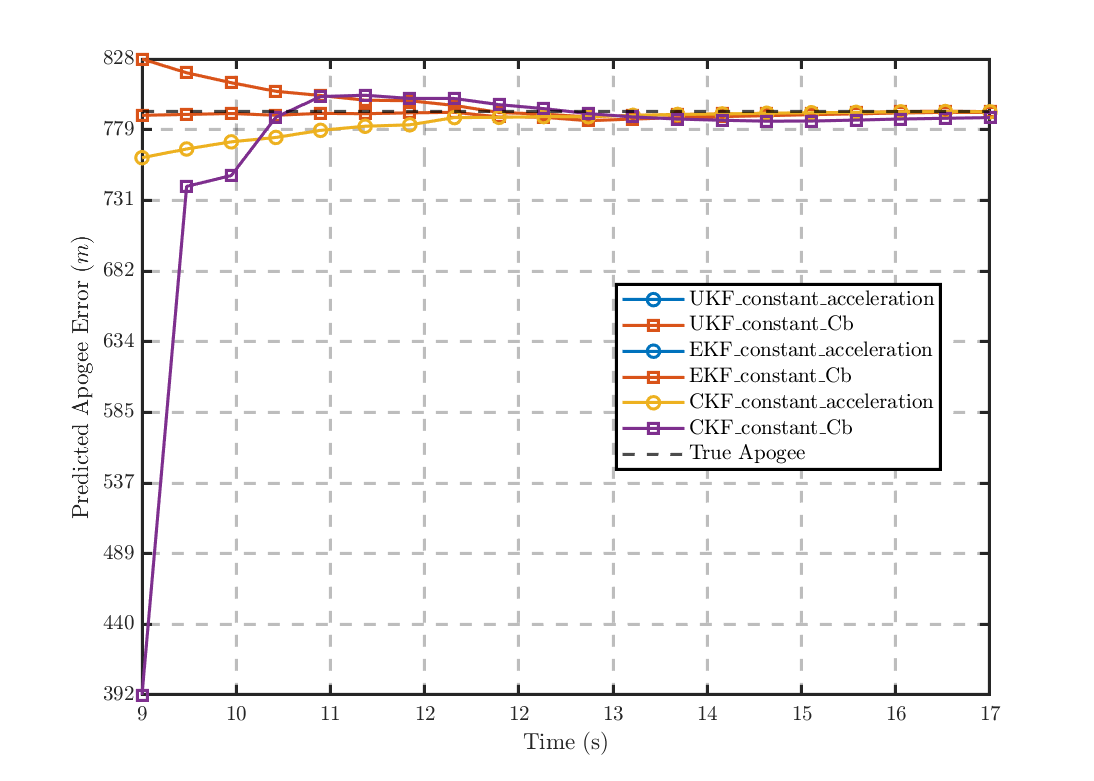 828
779
731
682
634
585
537
489
440
392
Predicted Apogee Error (m)
UKF_constant_acceleration
UKF_constant_Cb
EKF_constant_acceleration
EKF_constant_Cb
CKF_constant_acceleration
CKF_constant_Cb
True Apogee
9 10 11 12 12 13 14 15 16 17
Time (s)